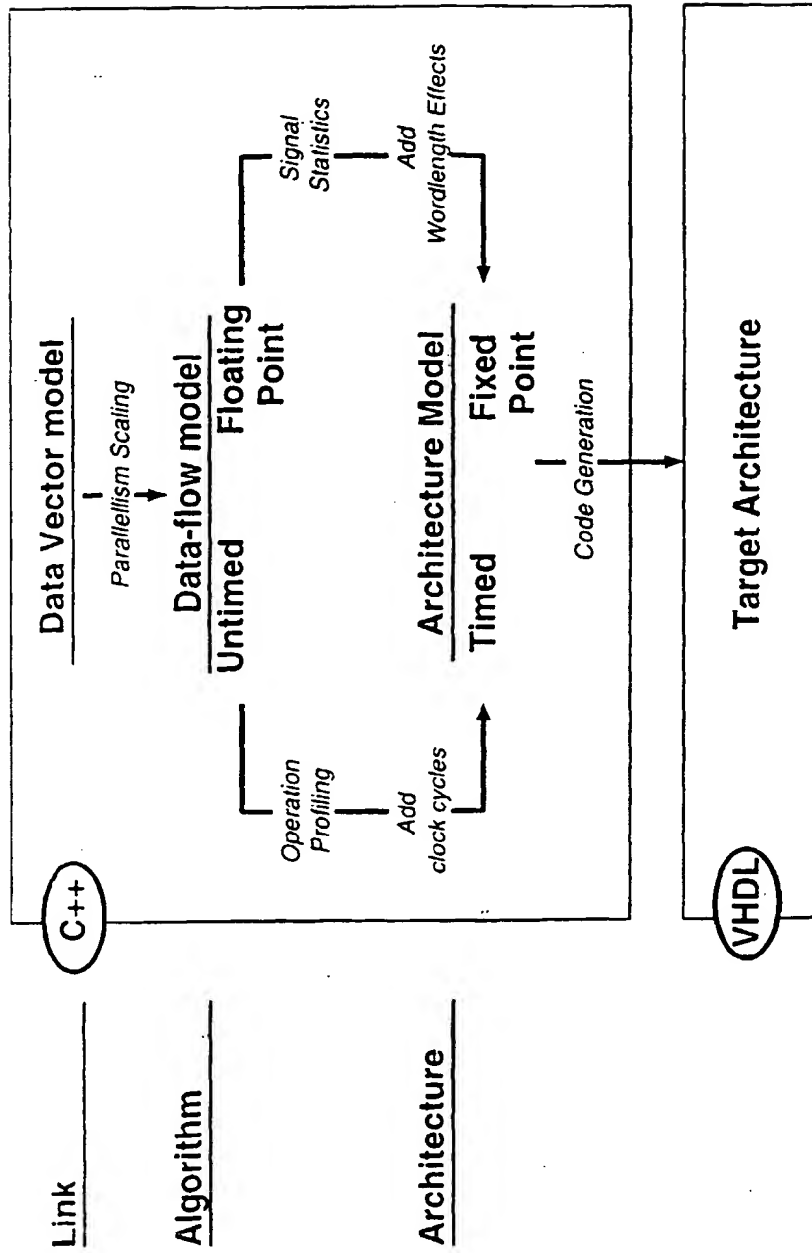 Link
C++
Data Vector model
Parallellism Scaling
Algorithm
Data-flow model
Untimed
Floating
Point
Operation
Profiling
Signal
Statistics
Add
clock cycles
Add
Wordlength Effects
Architecture
Architecture Model
Timed
Fixed
Point
Code Generation
VHDL
Target Architecture